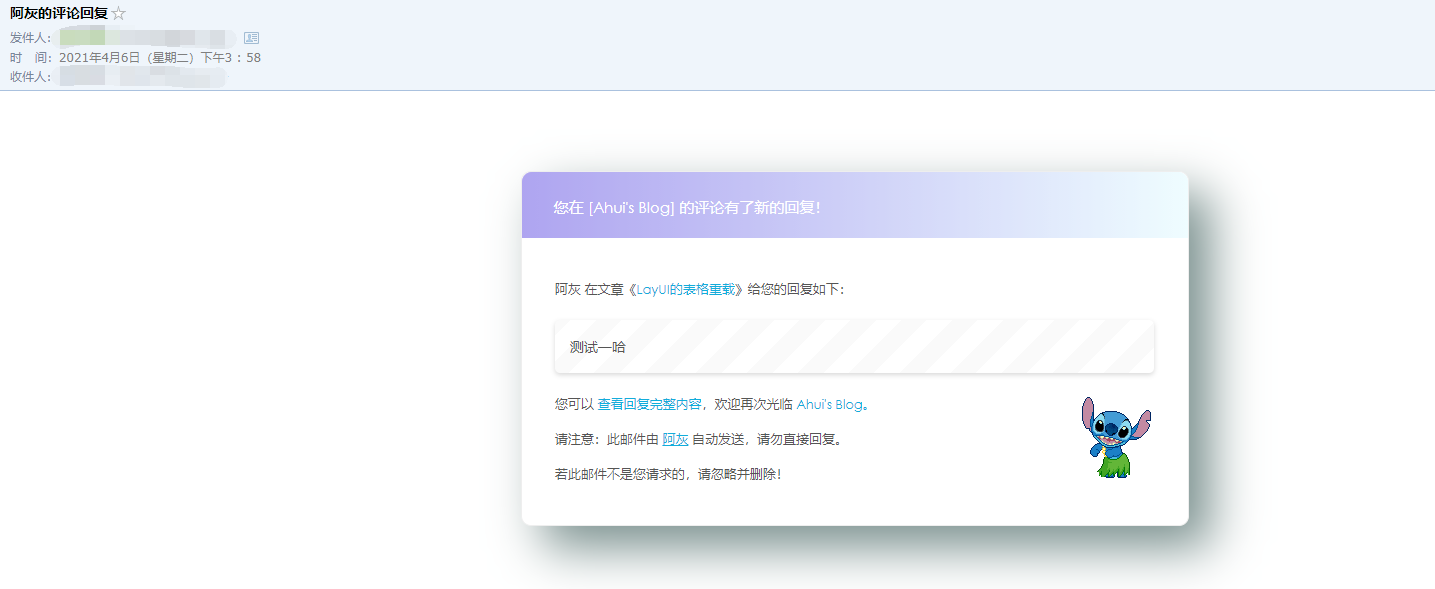 阿灰的评论回复
发件人：
时　间：2021年4月6日（星期二）下午3：58
收件人：
您在 [Ahui's Blog] 的评论有了新的回复！
阿灰 在文章《LayUI的表格重载》给您的回复如下：
测试一哈
您可以 查看回复完整内容，欢迎再次光临 Ahui's Blog。
请注意：此邮件由 阿灰 自动发送，请勿直接回复。
若此邮件不是您请求的，请忽略并删除！